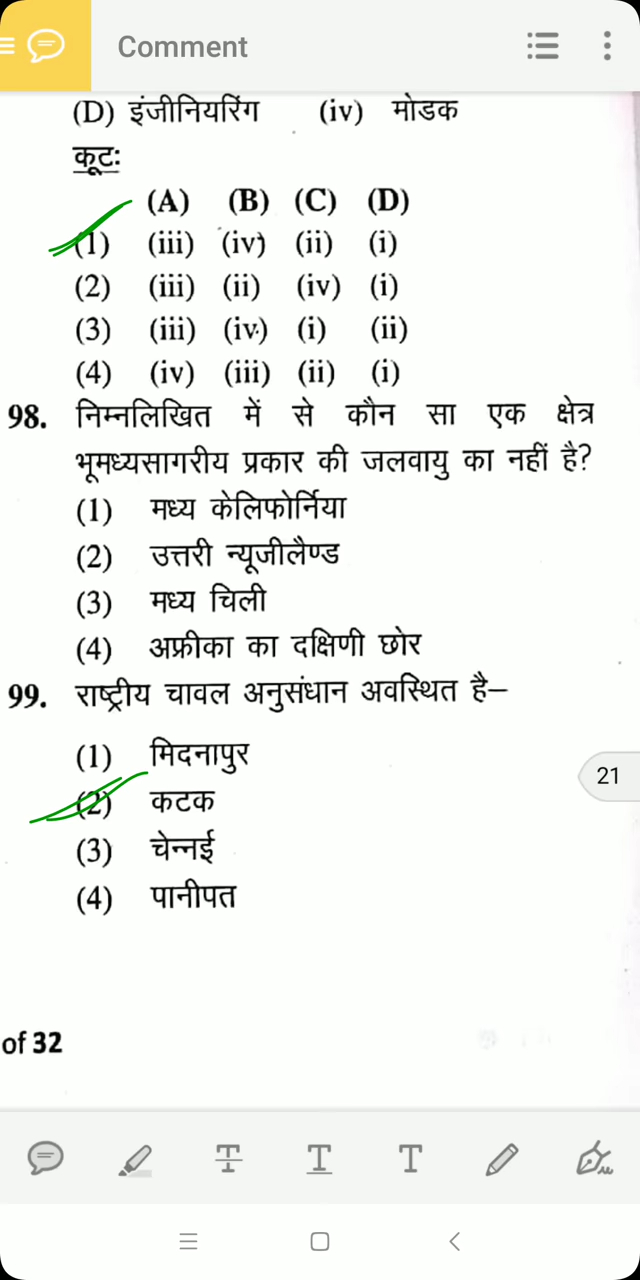 Comment
(D) इंजीनियरिंग (iv) मोडक
कूटः
(A) (B) (C) (D)
(1) (iii) (iv) (ii) (i)
(2) (iii) (ii) (iv) (i)
(3) (iii) (iv) (i) (ii)
(4) (iv) (iii) (ii) (i)
98. निम्नलिखित में से कौन सा एक क्षेत्र
भूमध्यसागरीय प्रकार की जलवायु का नहीं है?
(1) मध्य केलिफोर्निया
(2) उत्तरी न्यूजीलैण्ड
(3) मध्य चिली
(4) अफ्रीका का दक्षिणी छोर
99. राष्ट्रीय चावल अनुसंधान अवस्थित है–
(1) मिदनापुर
21
(2) कटक
(3) चेन्नई
(4) पानीपत
of 32